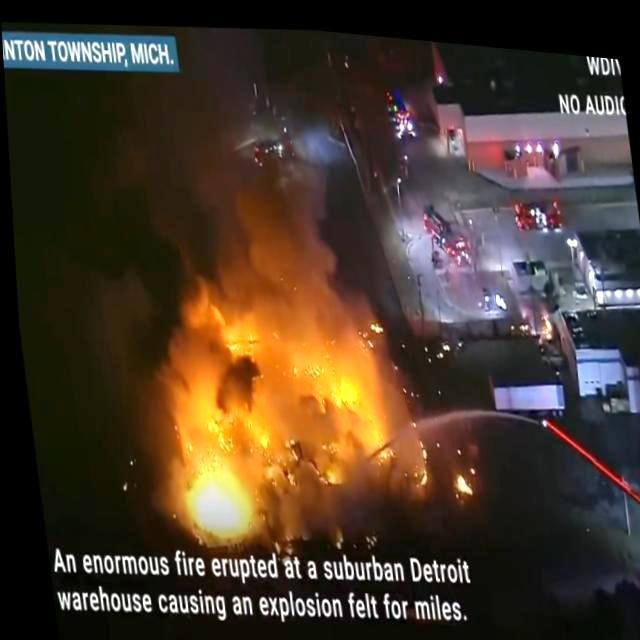 NTON TOWNSHIP, MICH.
WDIV
NO AUDIO
An enormous fire erupted at a suburban Detroit
warehouse causing an explosion felt for miles.